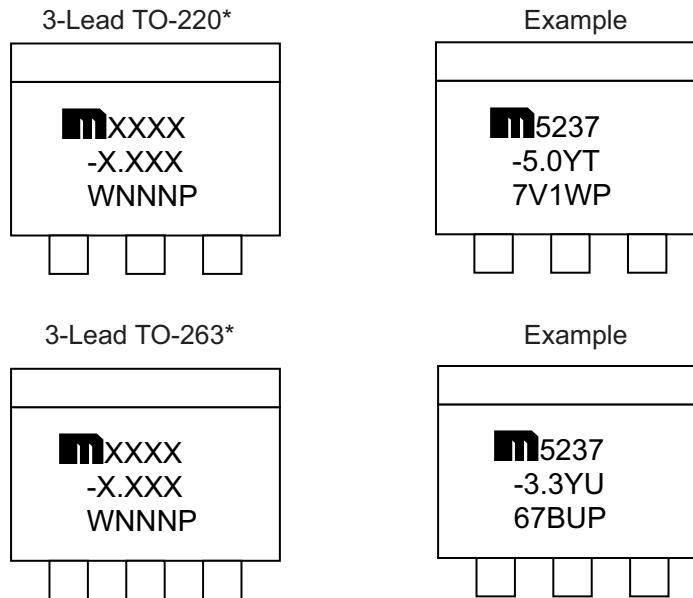 3-Lead TO-220*
Example
XXXX
-X.XXX
WNNNP
5237
-5.0YT
7V1WP
3-Lead TO-263*
Example
XXXX
-X.XXX
WNNNP
5237
-3.3YU
67BUP